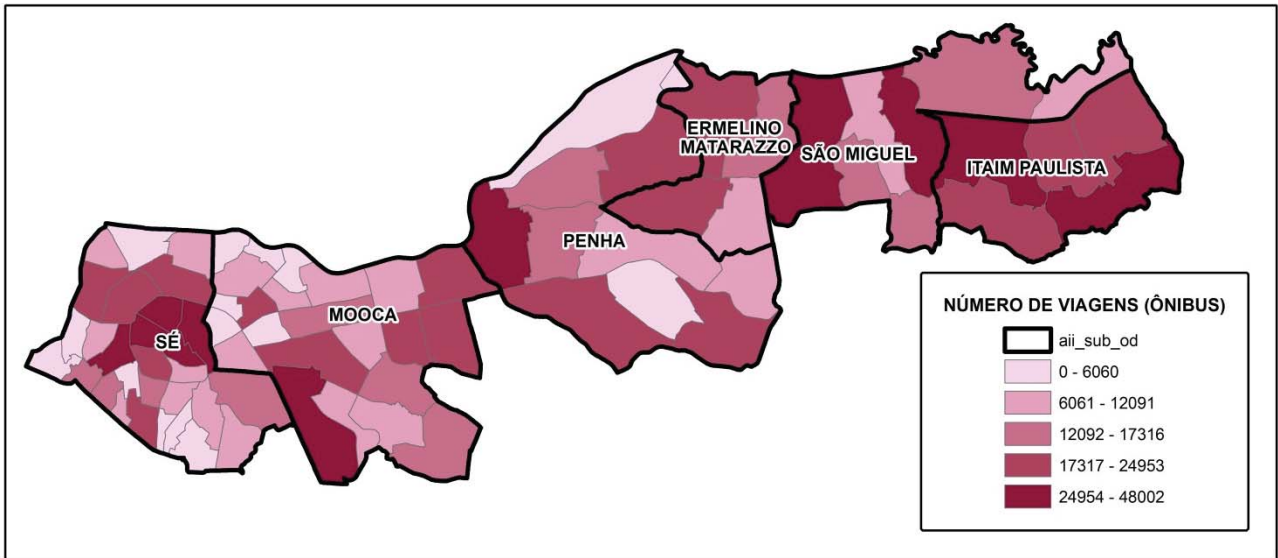 ERMELINO
MATARAZZO
SÃO MIGUEL
ITAIM PAULISTA
PENHA
MOOCA
SÉ
NÚMERO DE VIAGENS (ÔNIBUS)
aii_sub_od
0 - 6060
6061 - 12091
12092 - 17316
17317 - 24953
24954 - 48002